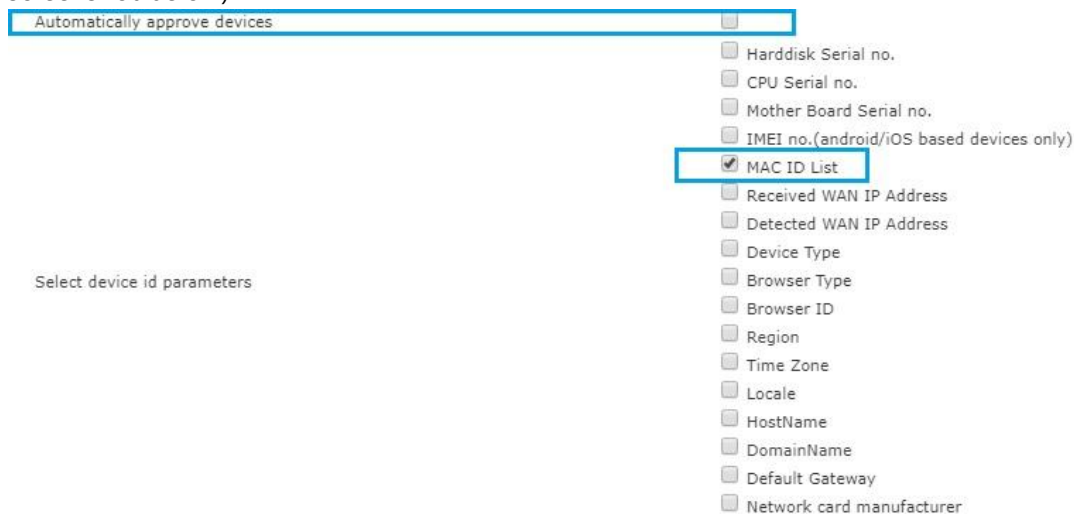 Automatically approve devices
Harddisk Serial no.
CPU Serial no.
Mother Board Serial no.
IMEI no.(android/iOS based devices only)
MAC ID List
Received WAN IP Address
Detected WAN IP Address
Device Type
Select device id parameters
Browser Type
Browser ID
Region
Time Zone
Locale
HostName
DomainName
Default Gateway
Network card manufacturer